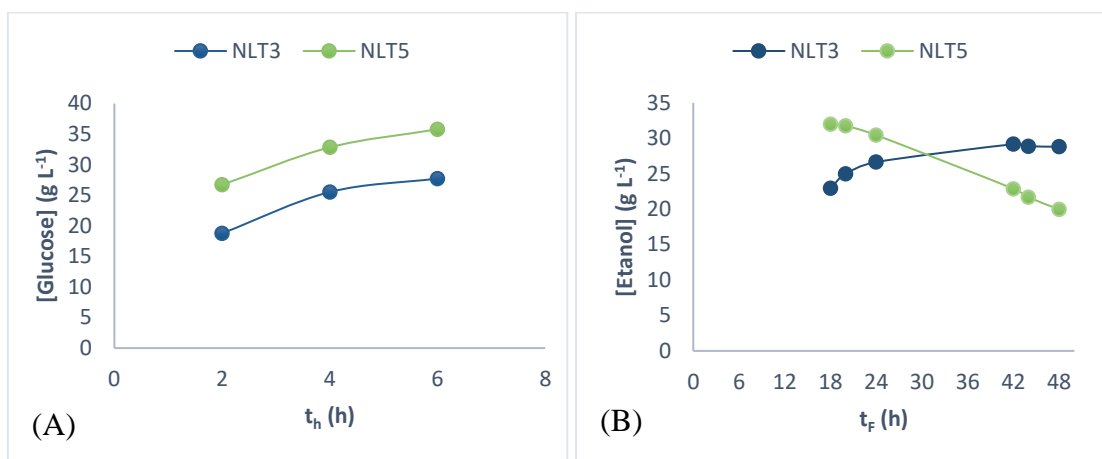 NLT3 NLT5
40
35
30
25
20
15
10
5
0
[Glucose] (g L⁻¹)
0 2 4 6 8
t_h (h)
(A)
NLT3 NLT5
35
30
25
20
15
10
5
0
[Etanol] (g L⁻¹)
0 6 12 18 24 30 36 42 48
t_F (h)
(B)